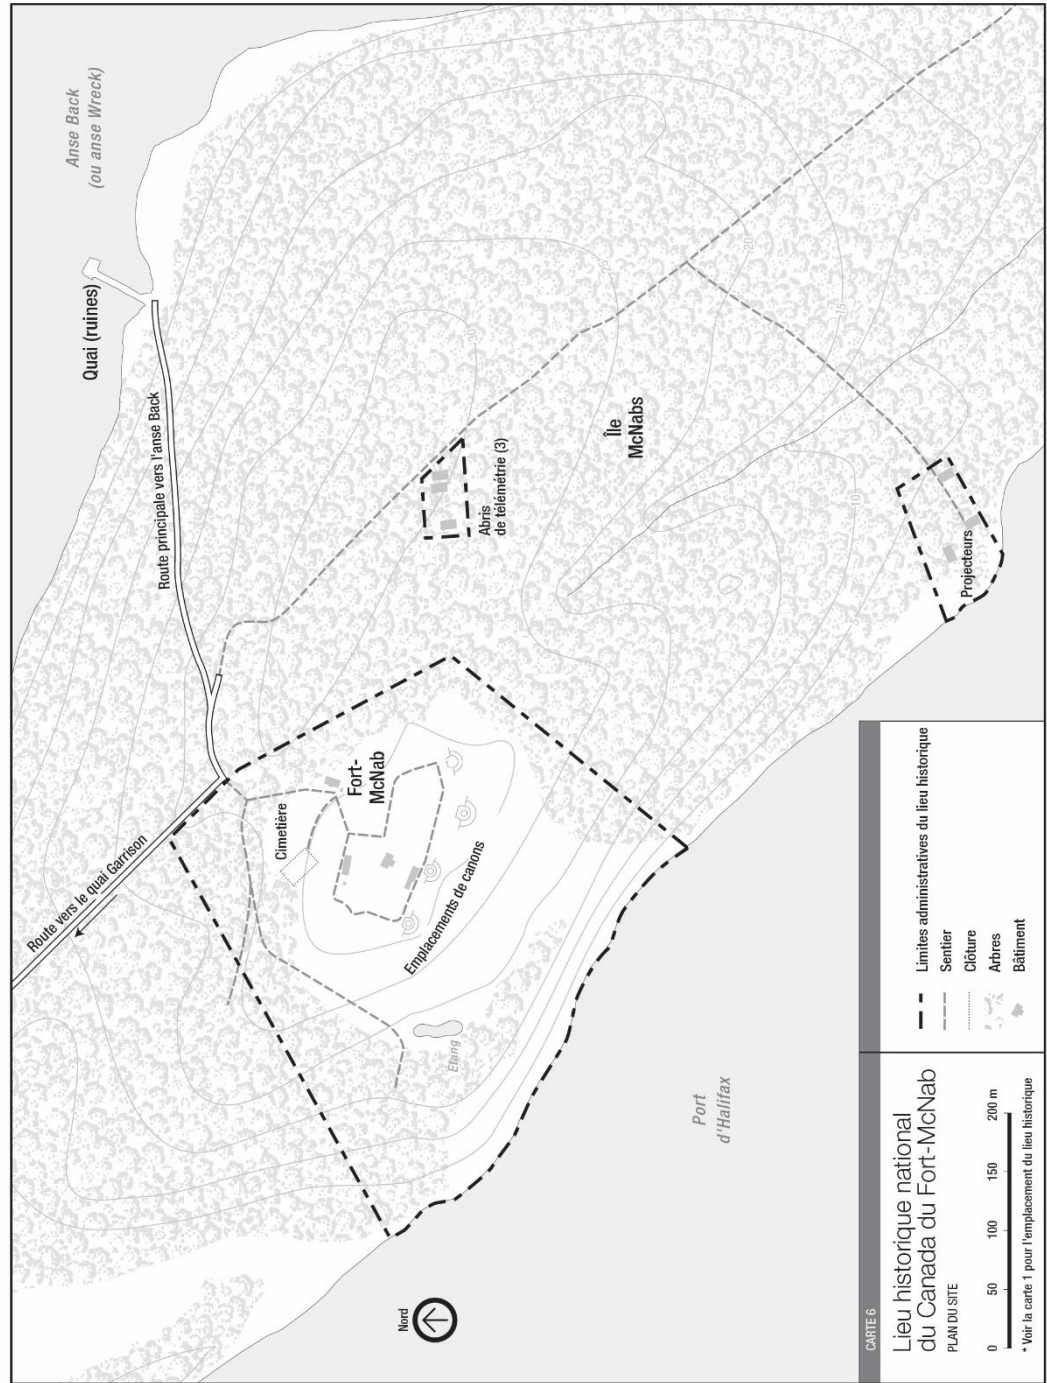 Anse Back
(ou anse Wreck)
Quai (ruines)
Route principale vers l'anse Back
Route vers le quai Garrison
Abris
de télémétrie (3)
Île
McNabs
20
20
15
10
5
Projecteurs
Fort-
McNab
Cimetière
Emplacements de canons
Étang
Port
d'Halifax
Nord
CARTE 6
Lieu historique national
du Canada du Fort-McNab
PLAN DU SITE
0 50 100 150 200 m
* Voir la carte 1 pour l'emplacement du lieu historique
Limites administratives du lieu historique
Sentier
Clôture
Arbres
Bâtiment